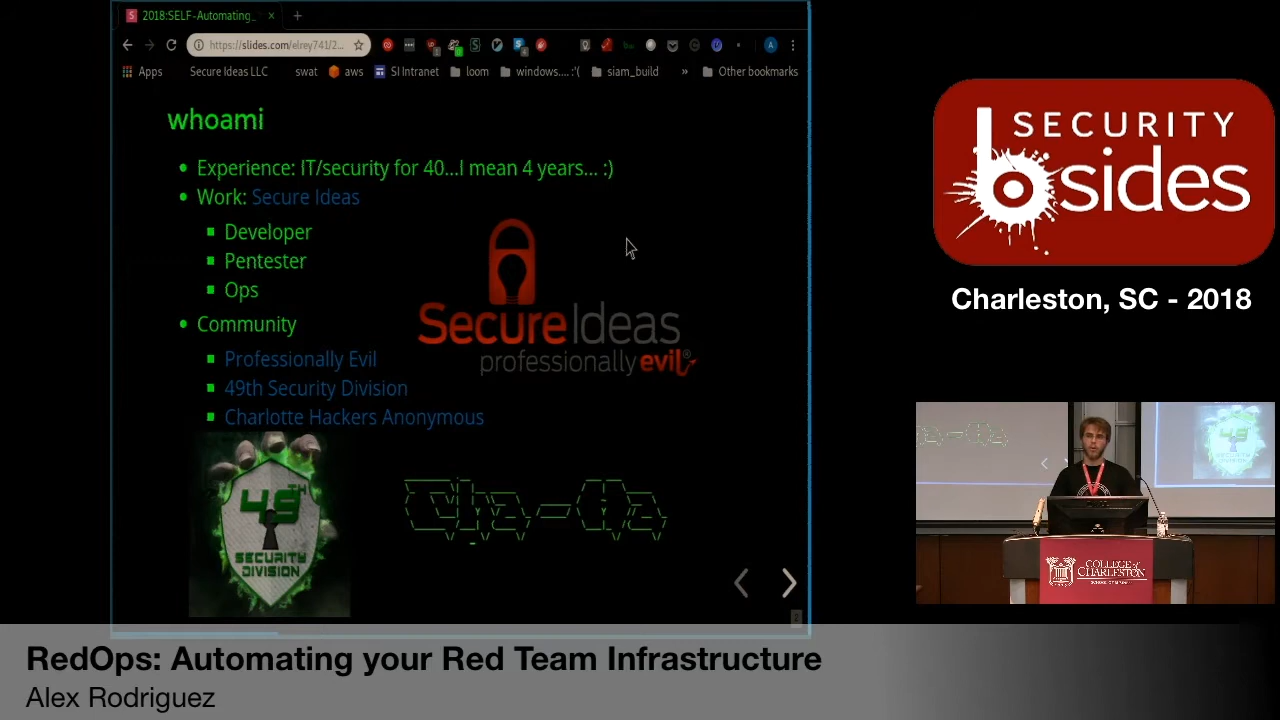 2018:SELF-Automating_
https://slides.com/elrey741/2...
Apps Secure Ideas LLC swat aws SI Intranet loom windows.... :'( siam_build » Other bookmarks
whoami
Experience: IT/security for 40...I mean 4 years... :)
Work: Secure Ideas
Developer
Pentester
Ops
Community
Professionally Evil
49th Security Division
Charlotte Hackers Anonymous
SecureIdeas
professionally evil®
49TH
SECURITY
DIVISION
Cha-Ha
SECURITY
bsides
Charleston, SC - 2018
49
COLLEGE of
CHARLESTON
RedOps: Automating your Red Team Infrastructure
Alex Rodriguez